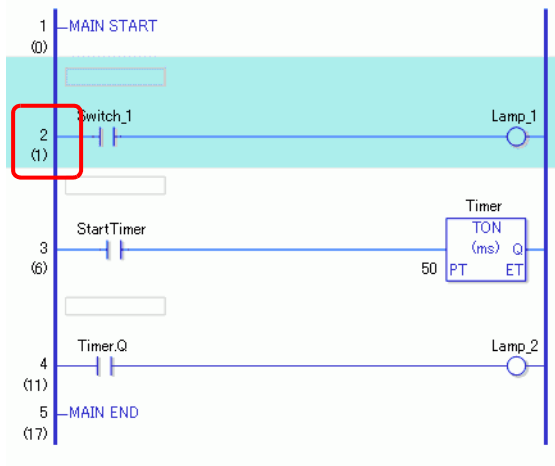 1 MAIN START
(0)
Switch_1 Lamp_1
2
(1)
Timer
StartTimer TON
3 (ms) Q
(6) 50 PT ET
Timer.Q Lamp_2
4
(11)
5 MAIN END
(17)